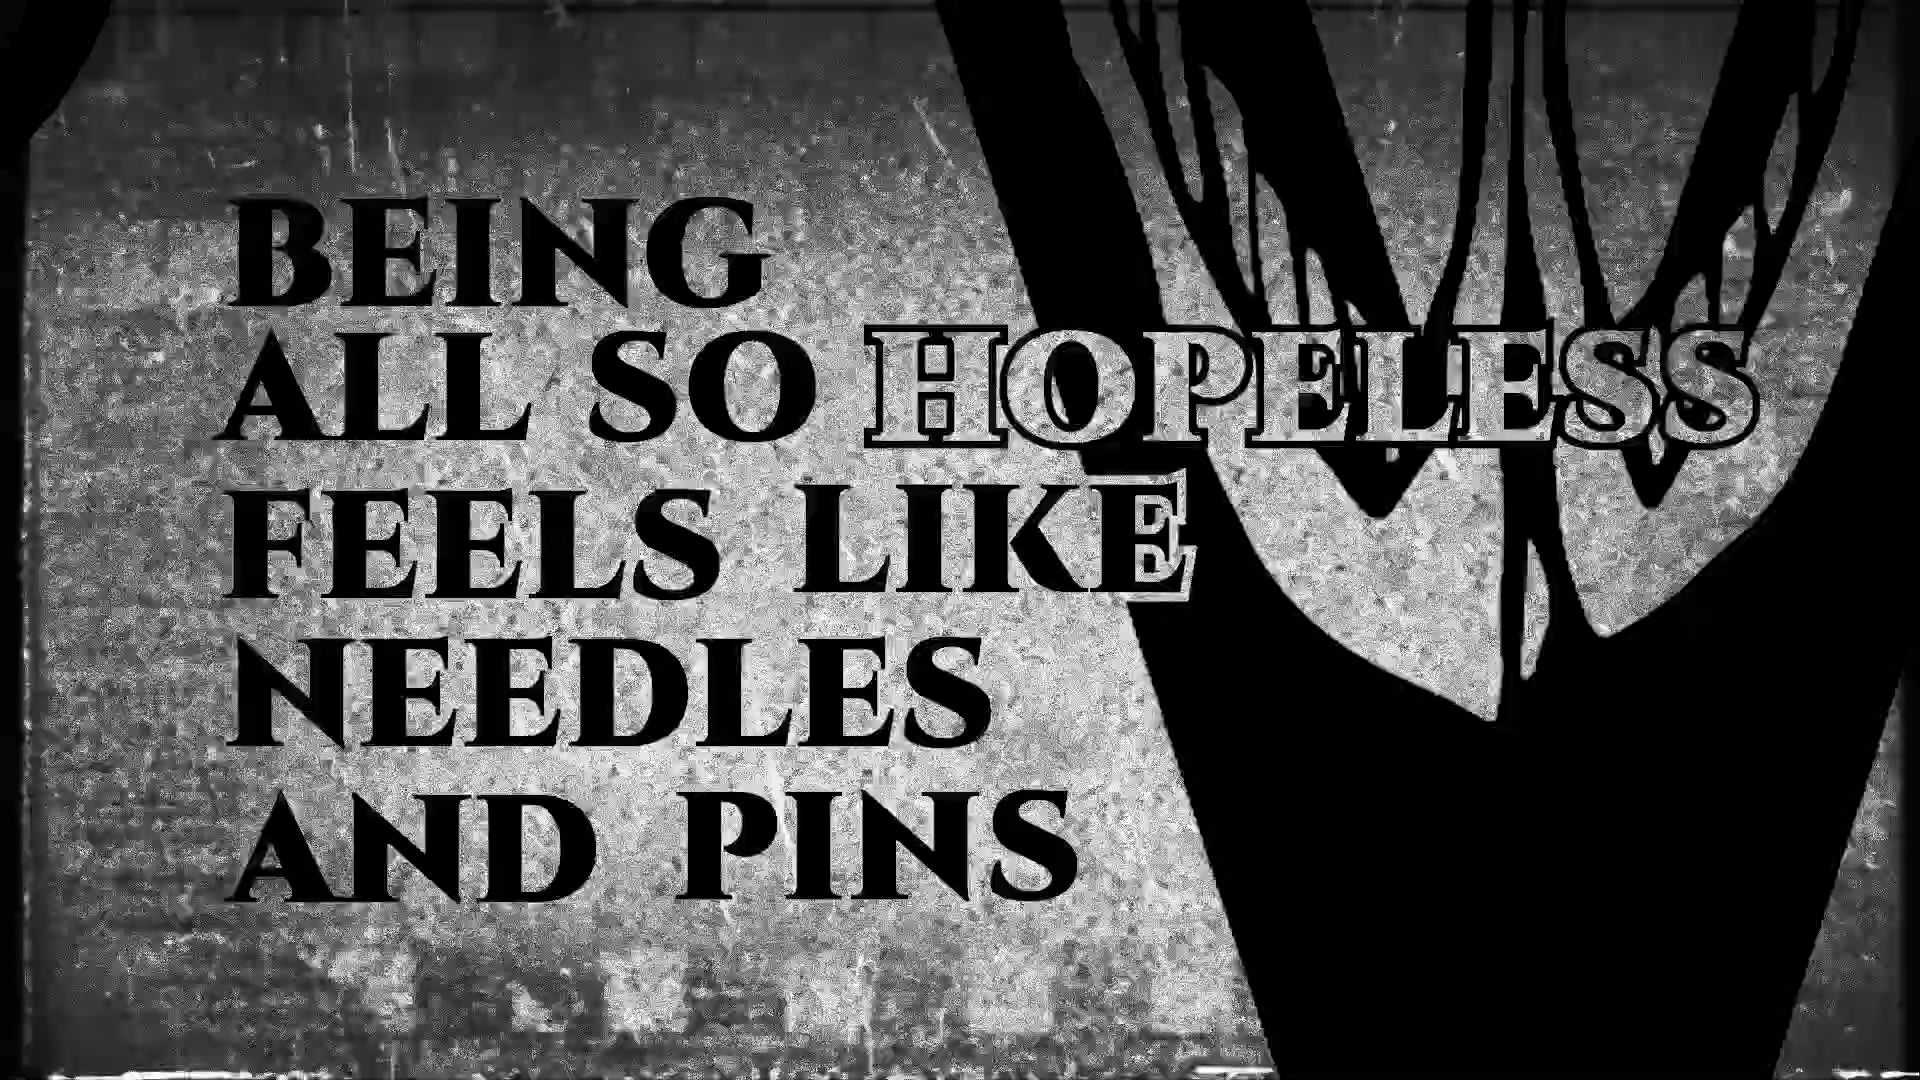 BEING
ALL SO HOPELESS
FEELS LIKE
NEEDLES
AND PINS